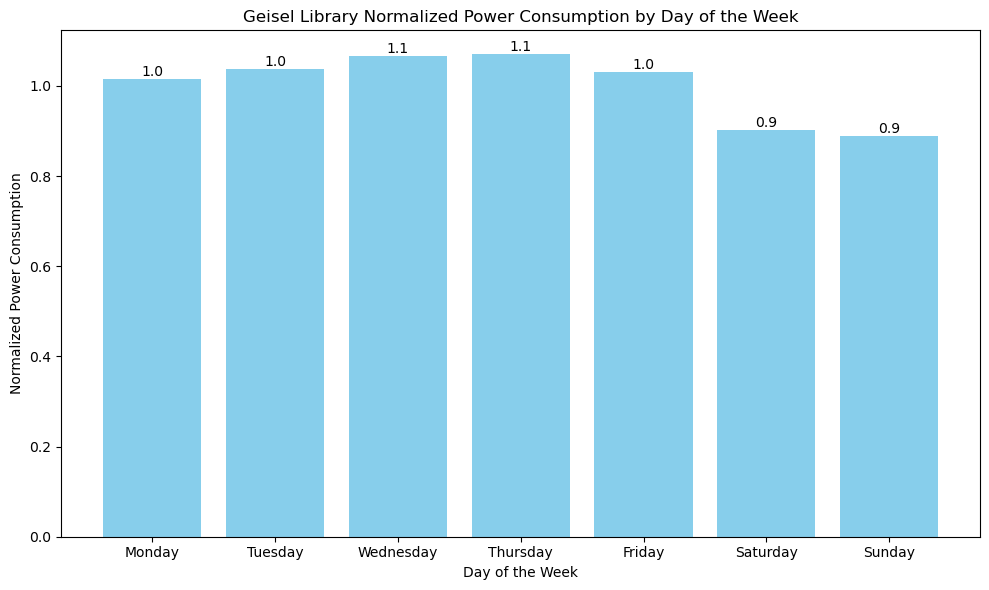 Geisel Library Normalized Power Consumption by Day of the Week
Normalized Power Consumption
1.0
0.8
0.6
0.4
0.2
0.0
1.0
1.0
1.1
1.1
1.0
0.9
0.9
Monday
Tuesday
Wednesday
Thursday
Friday
Saturday
Sunday
Day of the Week